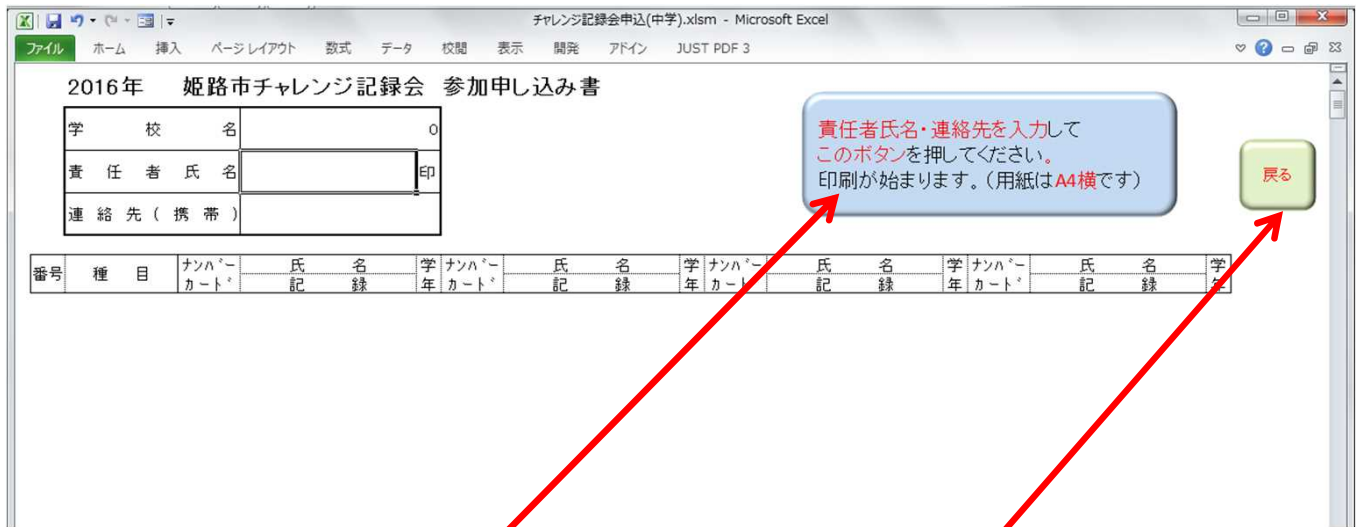 チャレンジ記録会申込(中学).xlsm - Microsoft Excel
ファイル ホーム 挿入 ページ レイアウト 数式 データ 校閲 表示 開発 アドイン JUST PDF 3
2016年 姫路市チャレンジ記録会 参加申し込み書
学校名 0
責任者氏名 印
連絡先(携帯)
責任者氏名・連絡先を入力して
このボタンを押してください。
印刷が始まります。(用紙はA4横です)
戻る
番号 種目 ナンバーカード 氏名 記録 学年 ナンバーカード 氏名 記録 学年 ナンバーカード 氏名 記録 学年 ナンバーカード 氏名 記録 学年